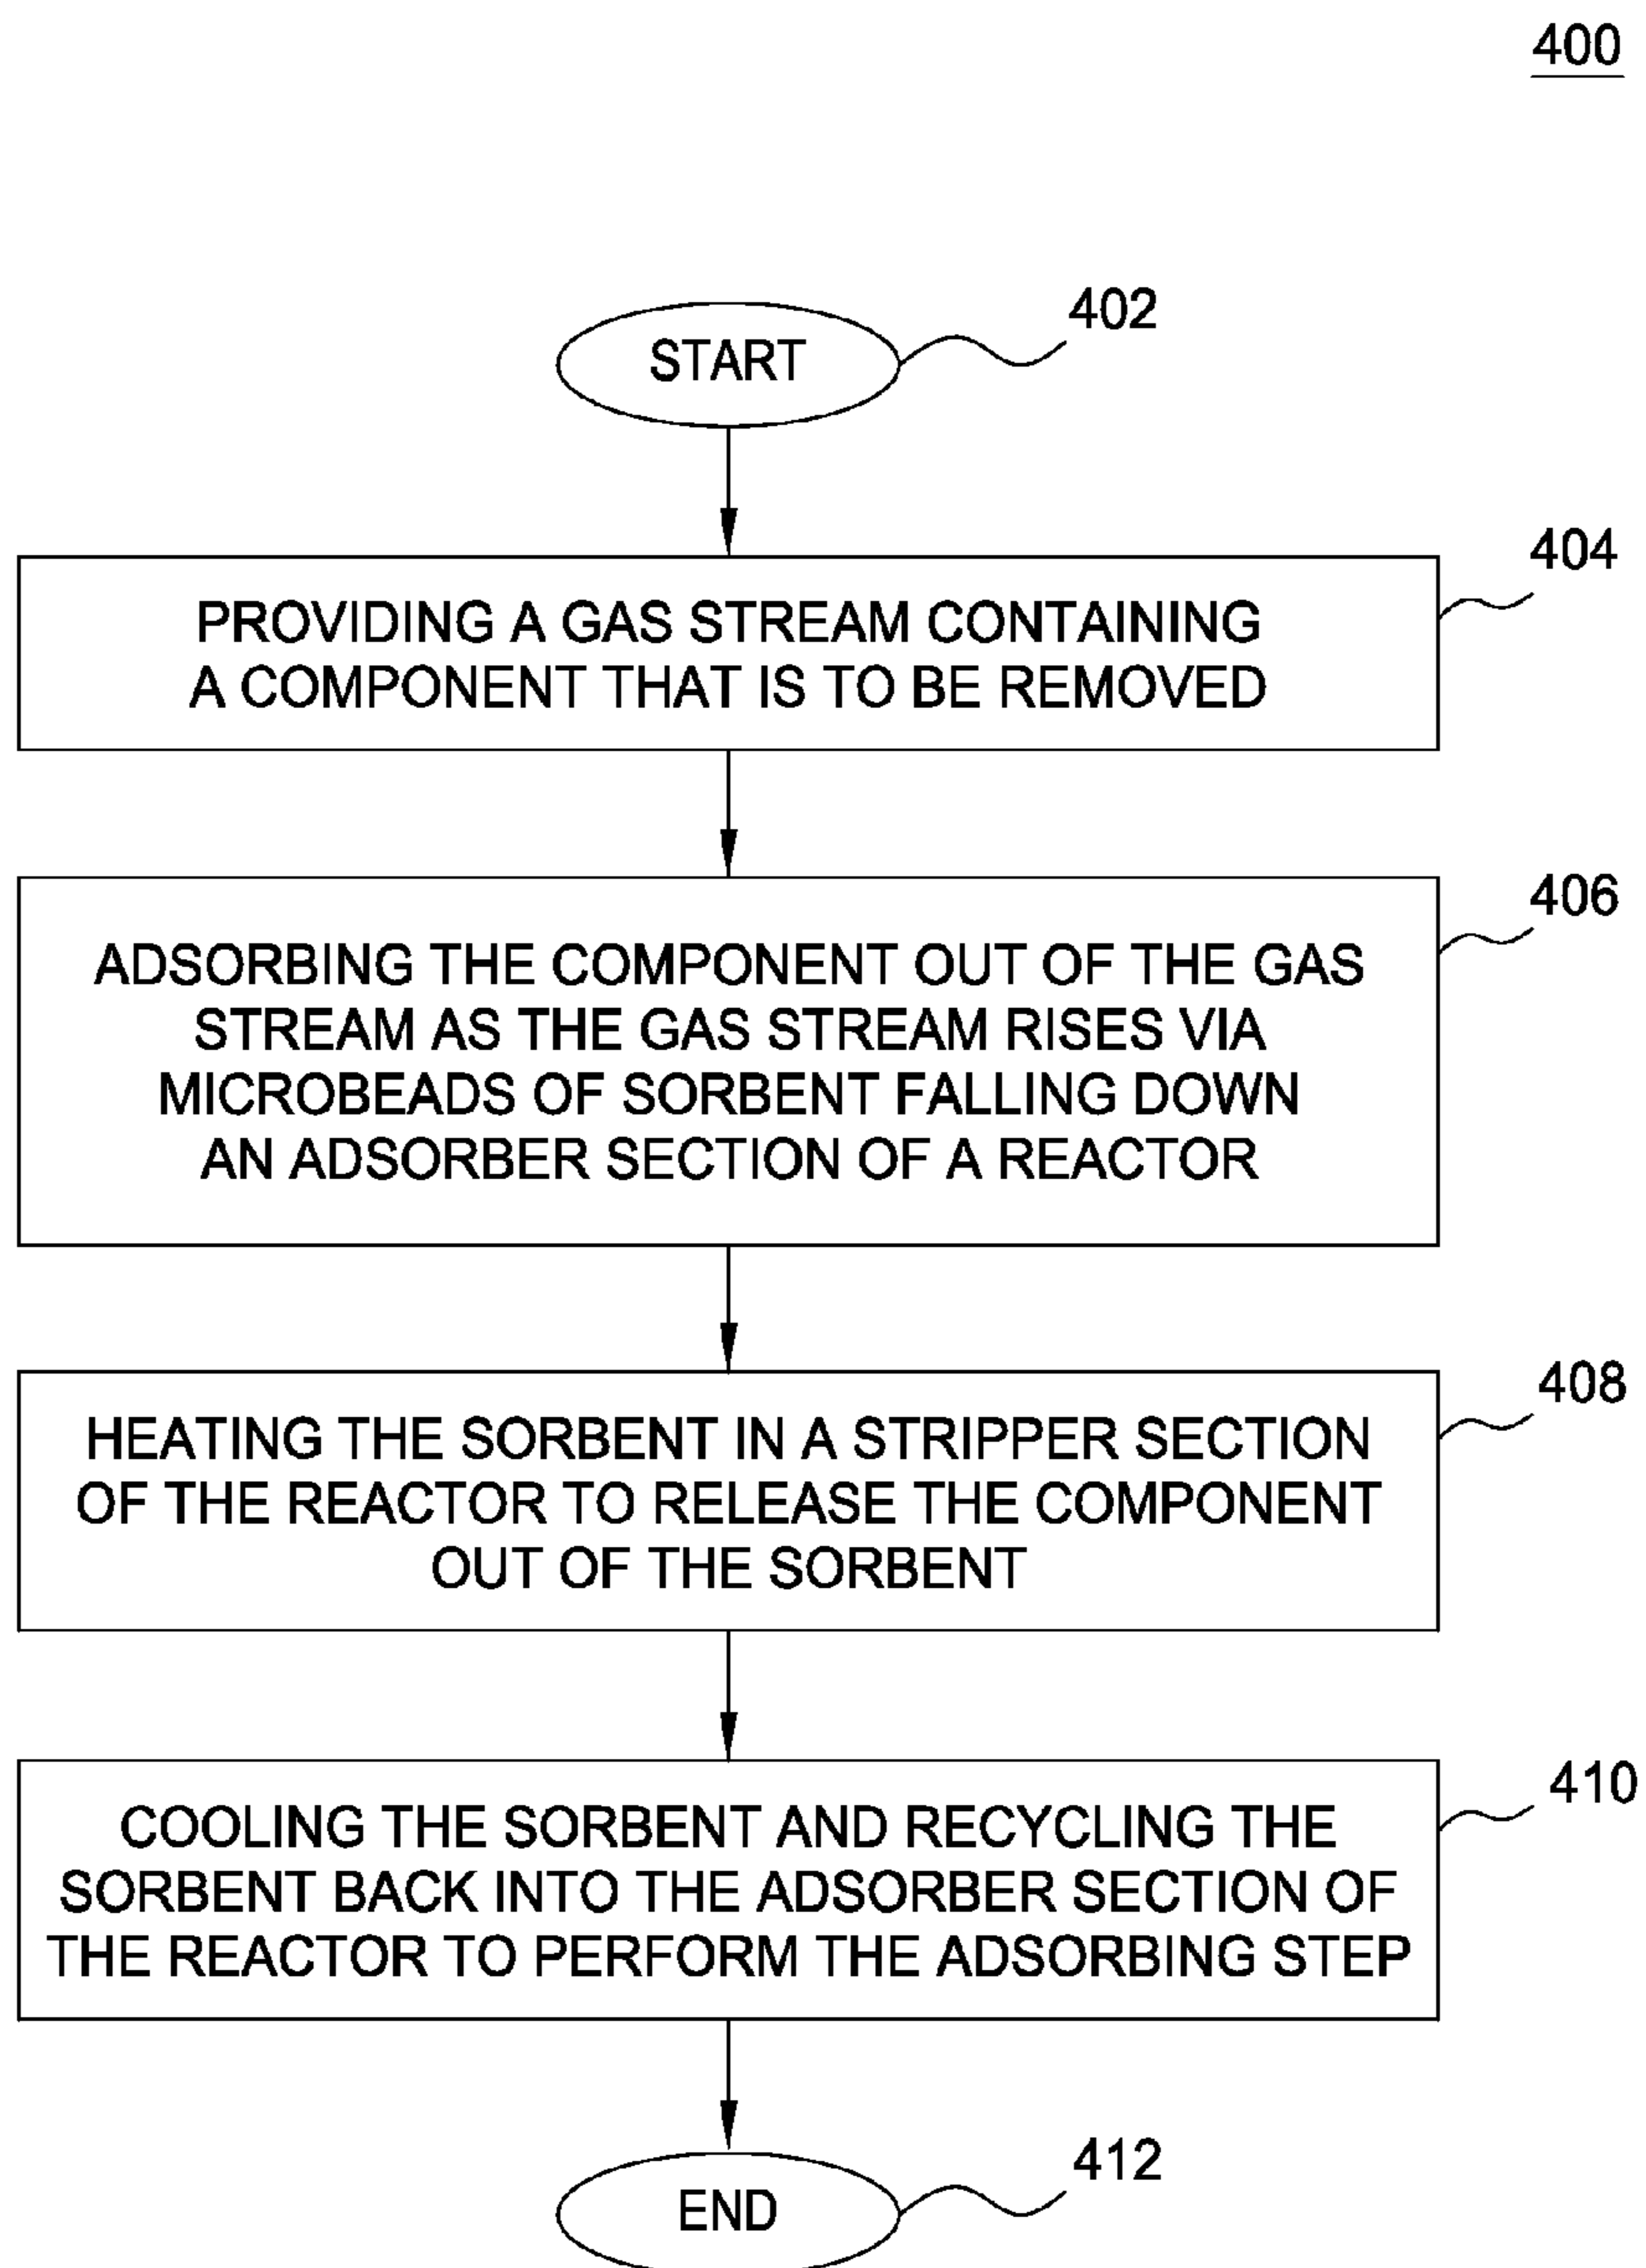 400
START
402
404
PROVIDING A GAS STREAM CONTAINING
A COMPONENT THAT IS TO BE REMOVED
406
ADSORBING THE COMPONENT OUT OF THE GAS
STREAM AS THE GAS STREAM RISES VIA
MICROBEADS OF SORBENT FALLING DOWN
AN ADSORBER SECTION OF A REACTOR
408
HEATING THE SORBENT IN A STRIPPER SECTION
OF THE REACTOR TO RELEASE THE COMPONENT
OUT OF THE SORBENT
410
COOLING THE SORBENT AND RECYCLING THE
SORBENT BACK INTO THE ADSORBER SECTION OF
THE REACTOR TO PERFORM THE ADSORBING STEP
412
END